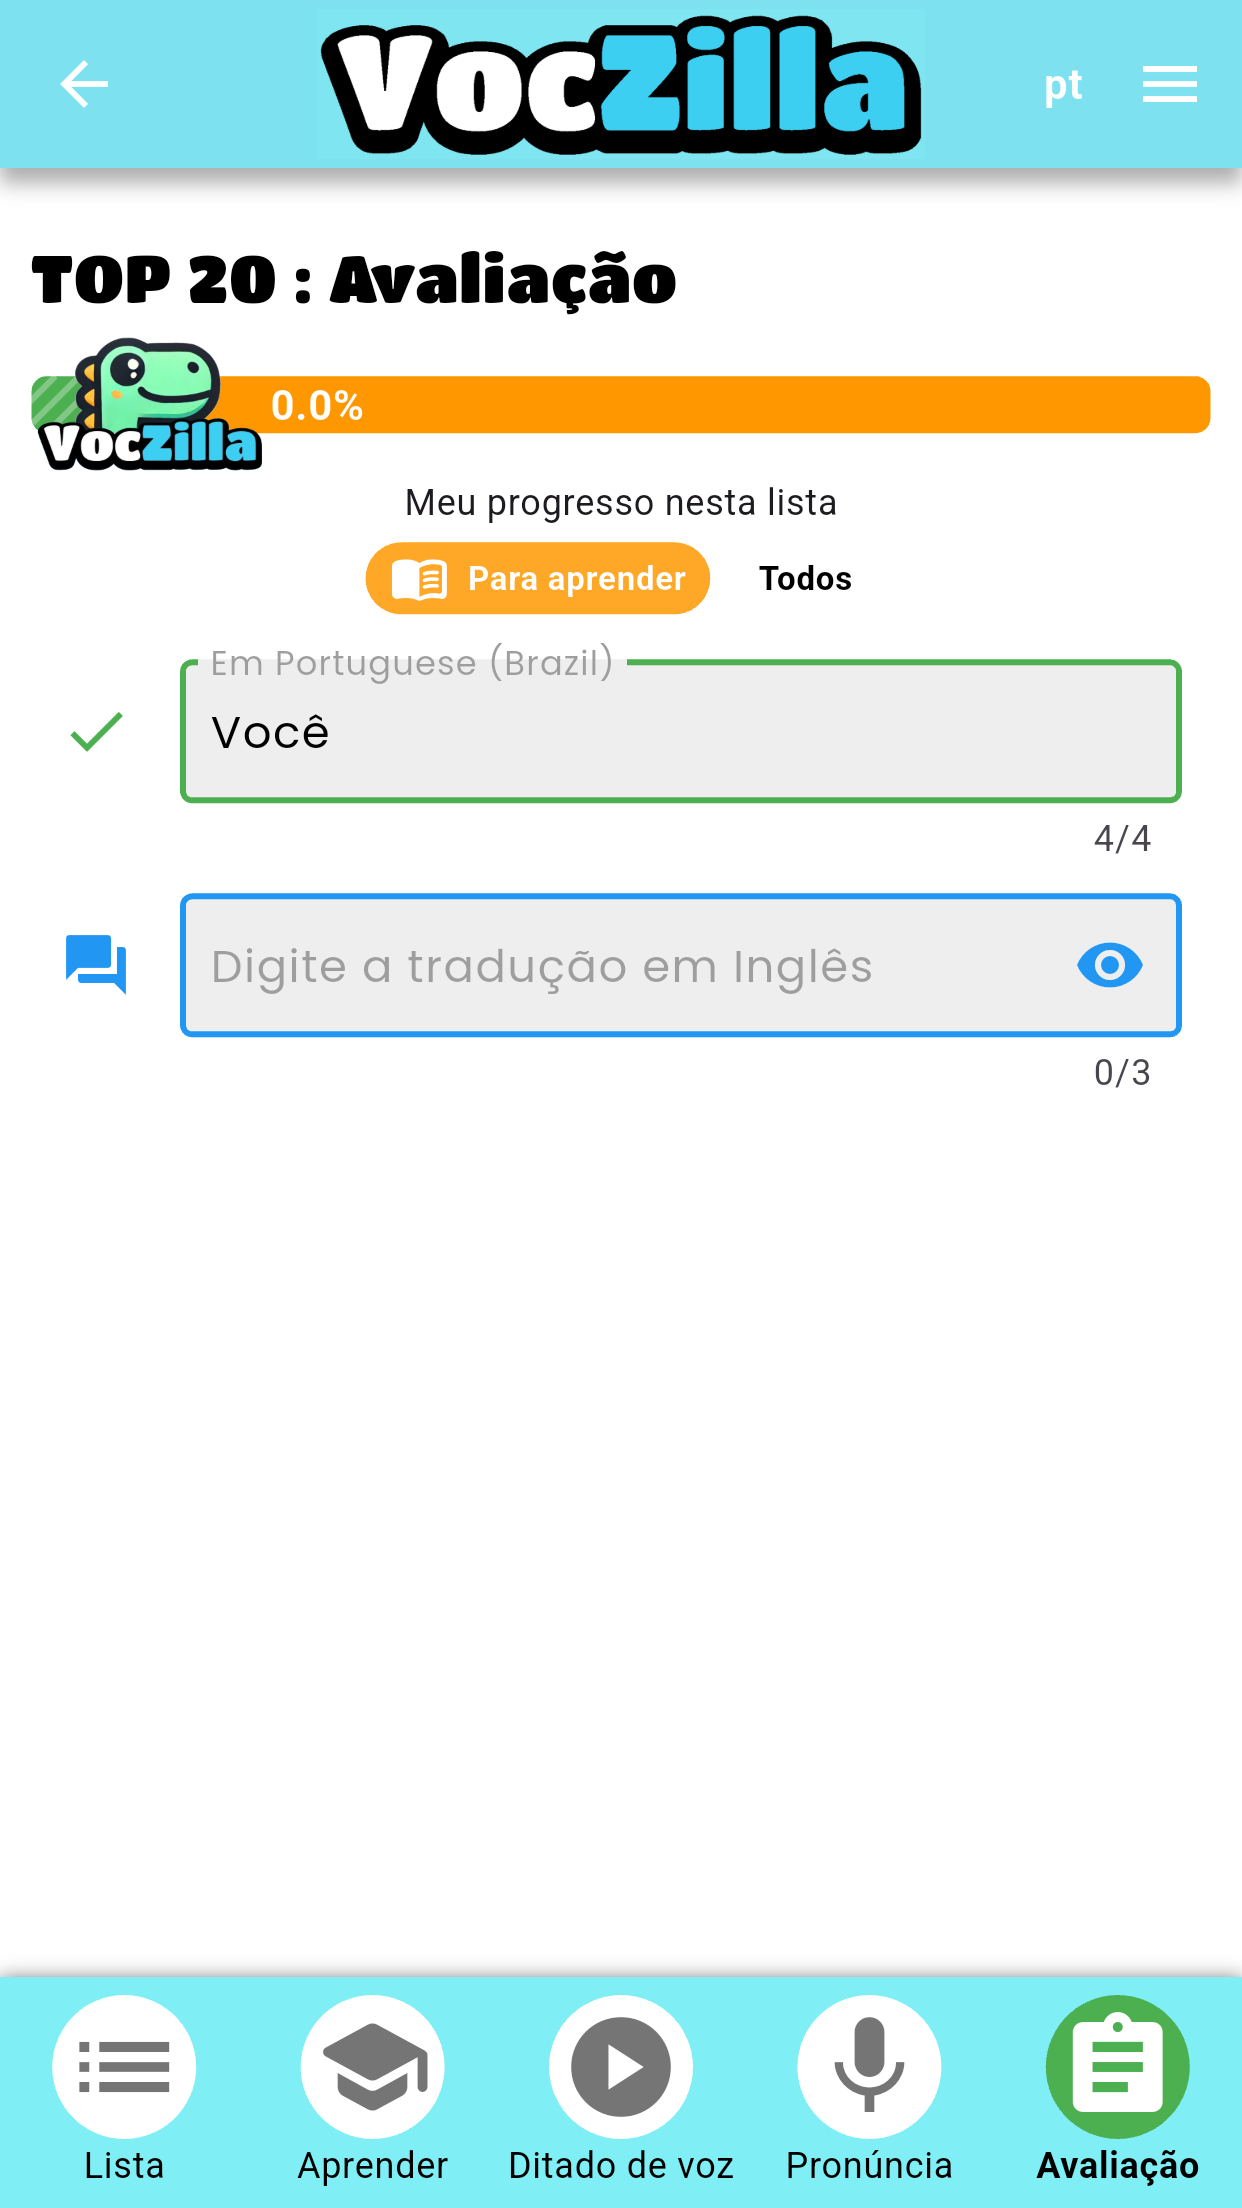 VocZilla
pt
TOP 20 : Avaliação
0.0%
VocZilla
Meu progresso nesta lista
Para aprender
Todos
Em Portuguese (Brazil)
Você
4/4
Digite a tradução em Inglês
0/3
Lista
Aprender
Ditado de voz
Pronúncia
Avaliação